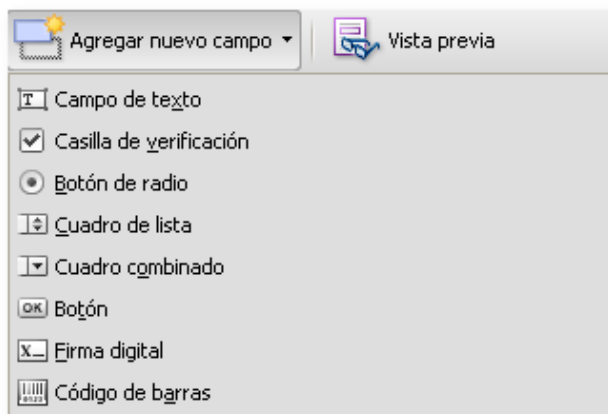 Agregar nuevo campo Vista previa
Campo de texto
Casilla de verificación
Botón de radio
Cuadro de lista
Cuadro combinado
OK Botón
Firma digital
Código de barras